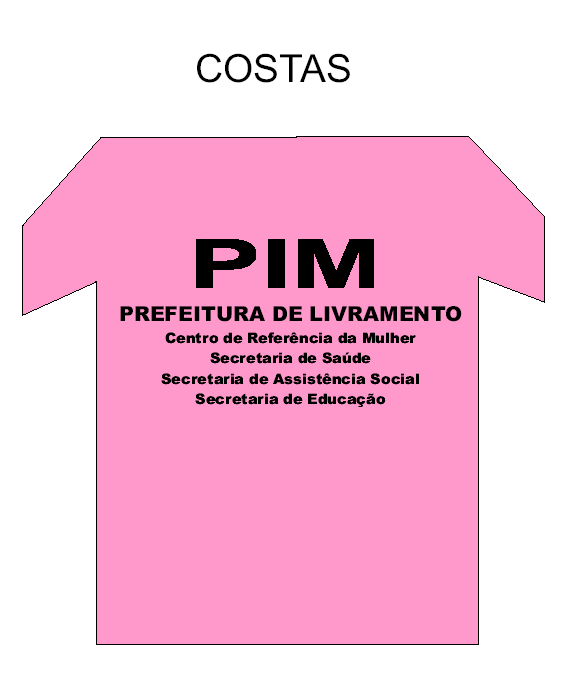 COSTAS
PIM
PREFEITURA DE LIVRAMENTO
Centro de Referência da Mulher
Secretaria de Saúde
Secretaria de Assistência Social
Secretaria de Educação